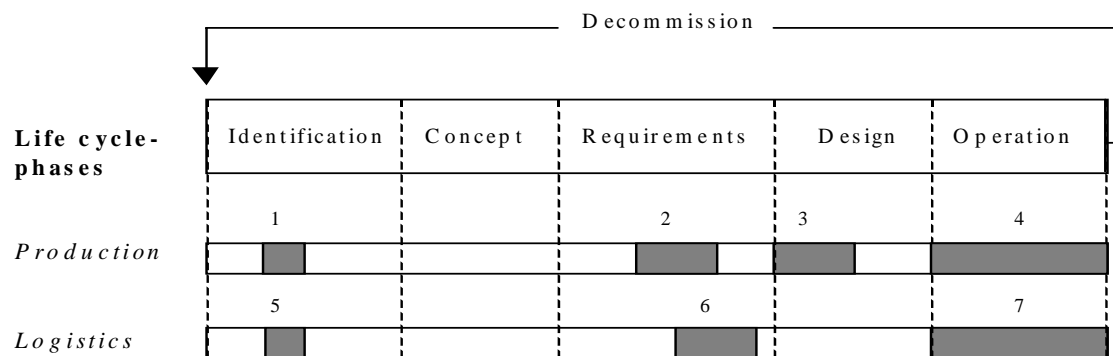 Decommission
Life cycle-
phases
Identification Concept Requirements Design Operation
1 2 3 4
Production
5 6 7
Logistics